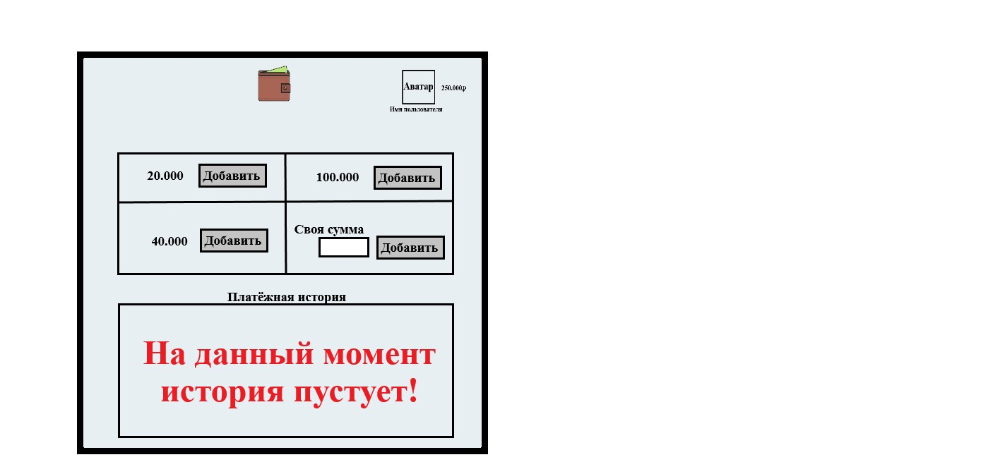 Аватар
250.000₽
Имя пользователя
20.000
Добавить
100.000
Добавить
40.000
Добавить
Своя сумма
Добавить
Платёжная история
На данный момент
история пустует!